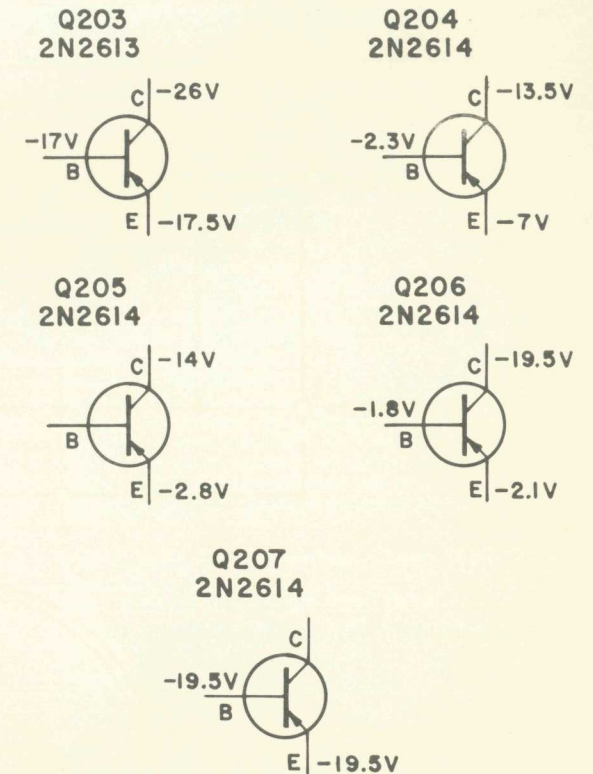 Q203
2N2613
C -26V
-17V
B
E -17.5V
Q204
2N2614
C -13.5V
-2.3V
B
E -7V
Q205
2N2614
C -14V
B
E -2.8V
Q206
2N2614
C -19.5V
-1.8V
B
E -2.1V
Q207
2N2614
C
-19.5V
B
E -19.5V